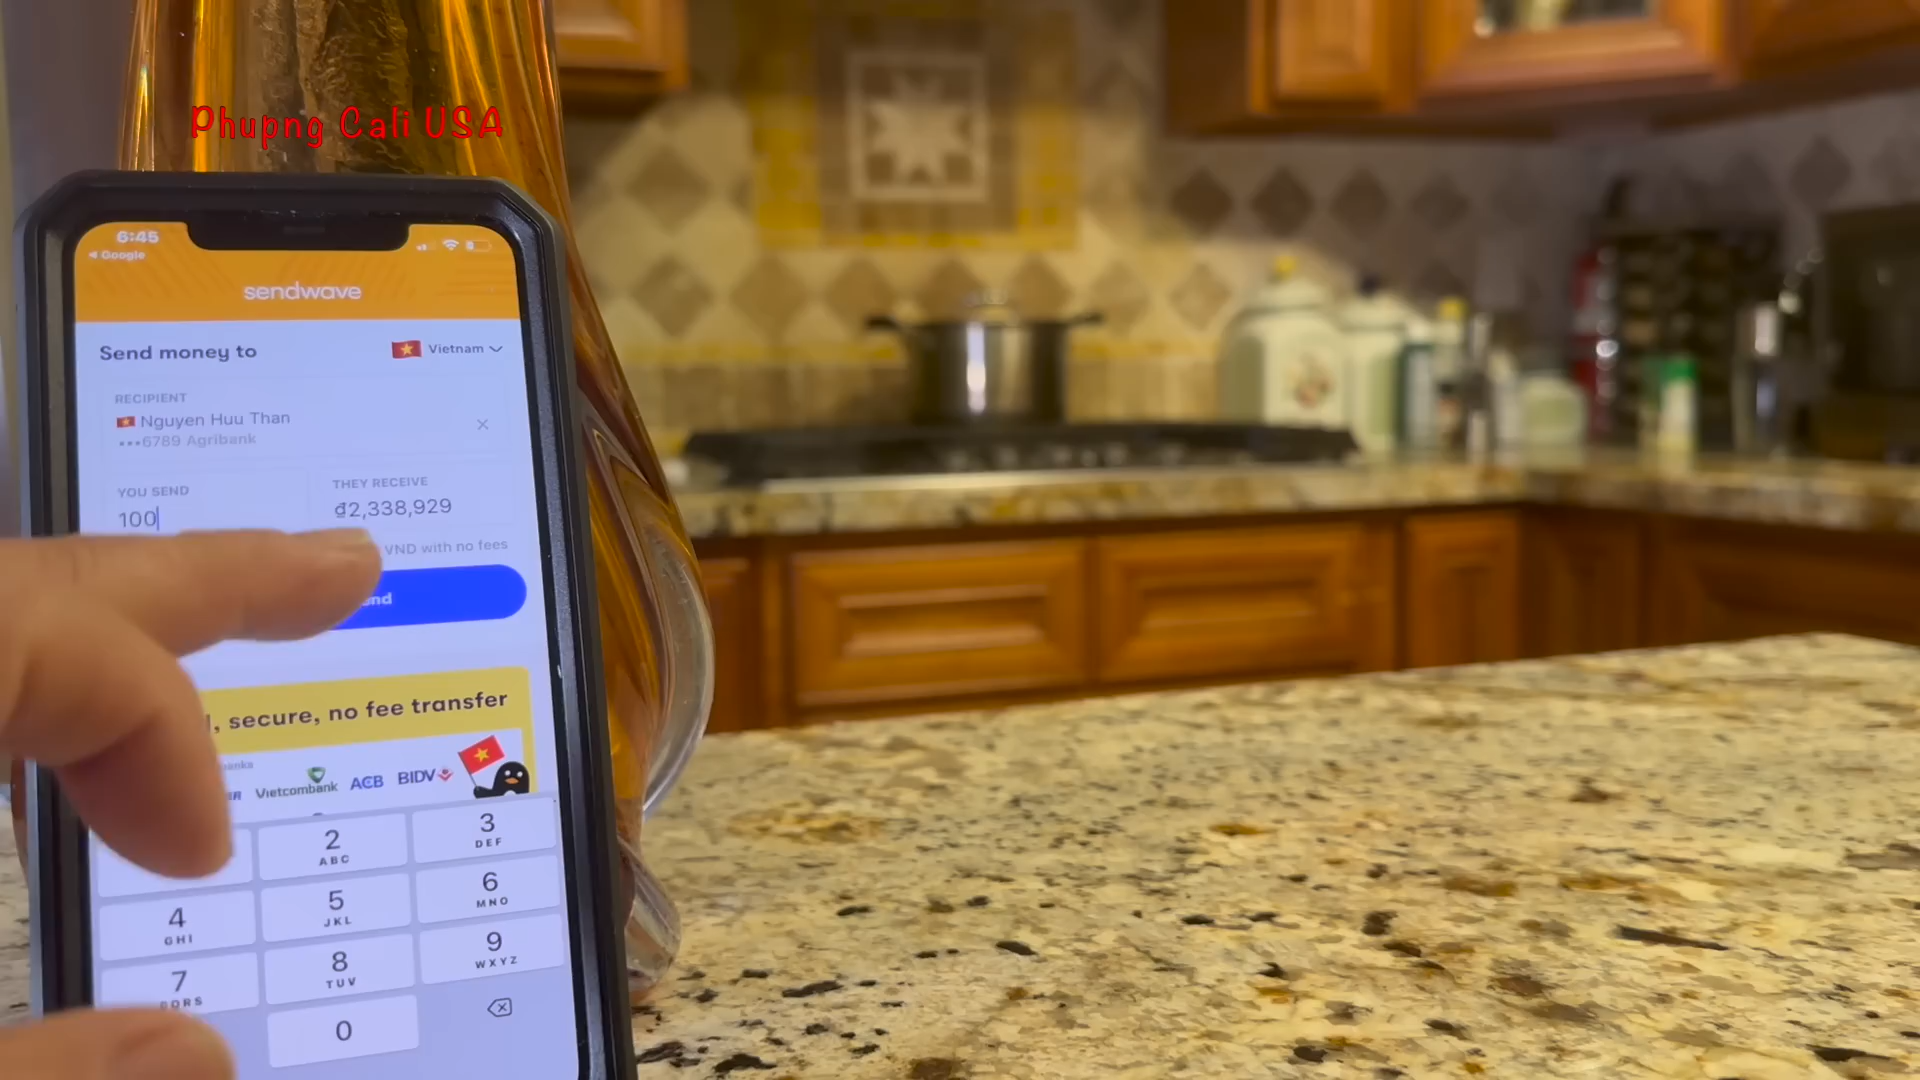 Phupng Cali USA
6:45
Google
sendwave
Send money to
Vietnam
RECIPIENT
Nguyen Huu Than
•••6789 Agribank
YOU SEND
100
THEY RECEIVE
₫2,338,929
VND with no fees
end
, secure, no fee transfer
Vietcombank ACB BIDV
2
ABC
3
DEF
4
GHI
5
JKL
6
MNO
7
PQRS
8
TUV
9
WXYZ
0